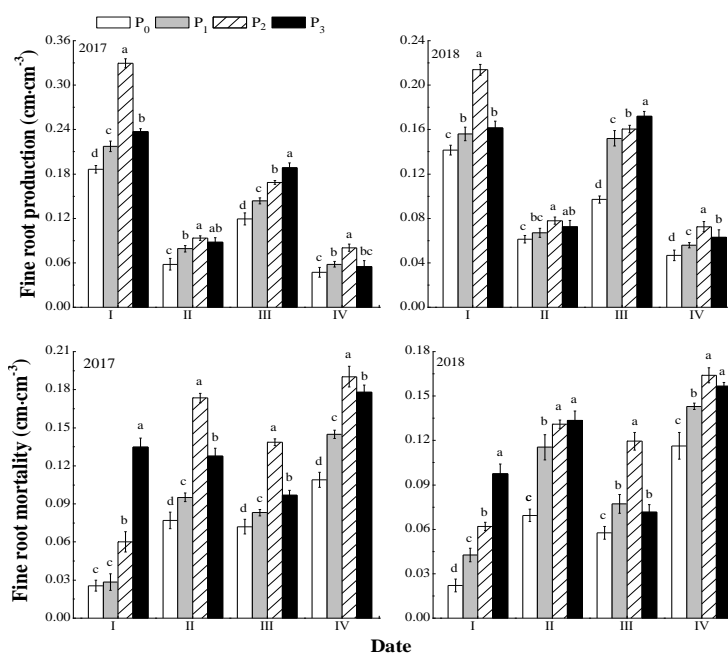 P0 P1 P2 P3
2017
Fine root production (cm·cm-3)
0.36
0.30
0.24
0.18
0.12
0.06
0.00
d c a b
c b a ab
d c b a
c b a bc
I II III IV
2018
0.24
0.20
0.16
0.12
0.08
0.04
0.00
c b a b
c bc a ab
d c b a
d c a b
I II III IV
2017
Fine root mortality (cm·cm-3)
0.21
0.18
0.15
0.12
0.09
0.06
0.03
0.00
c c b a
d c a b
d c a b
d c a b
I II III IV
2018
0.18
0.15
0.12
0.09
0.06
0.03
0.00
d c b a
c b a a
c b a b
c b a a
I II III IV
Date